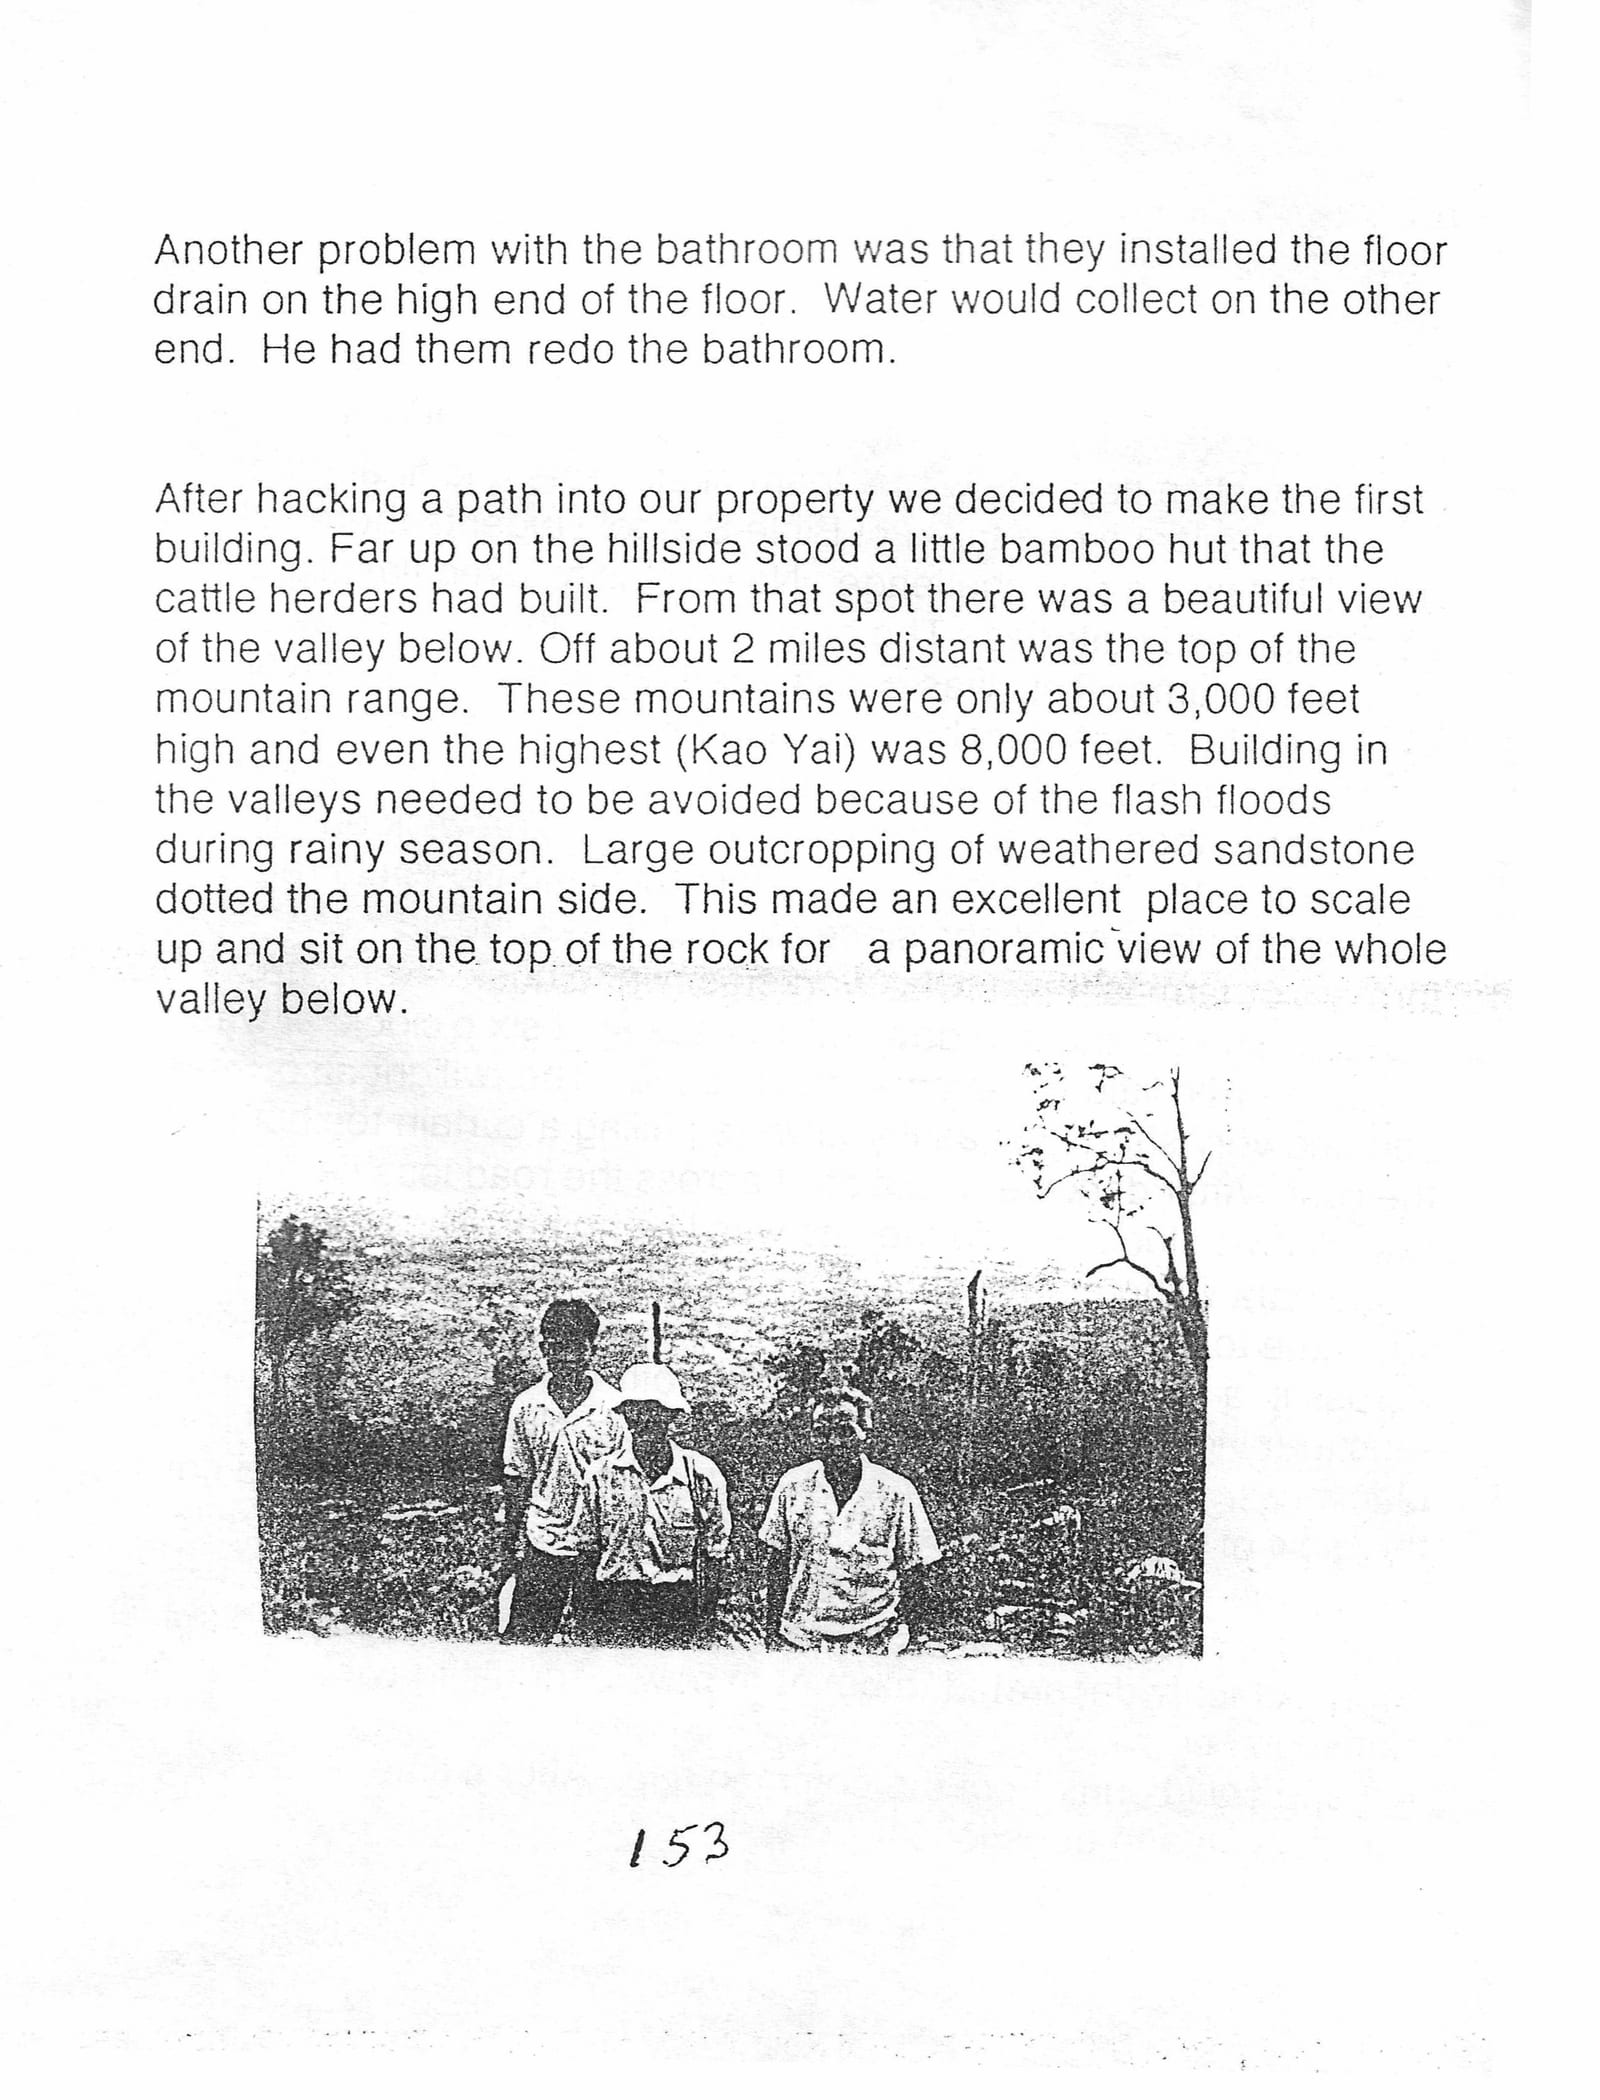 Another problem with the bathroom was that they installed the floor
drain on the high end of the floor.  Water would collect on the other
end.  He had them redo the bathroom.
After hacking a path into our property we decided to make the first
building. Far up on the hillside stood a little bamboo hut that the
cattle herders had built.  From that spot there was a beautiful view
of the valley below. Off about 2 miles distant was the top of the
mountain range.  These mountains were only about 3,000 feet
high and even the highest (Kao Yai) was 8,000 feet.  Building in
the valleys needed to be avoided because of the flash floods
during rainy season.  Large outcropping of weathered sandstone
dotted the mountain side.  This made an excellent  place to scale
up and sit on the top of the rock for   a panoramic view of the whole
valley below.
153